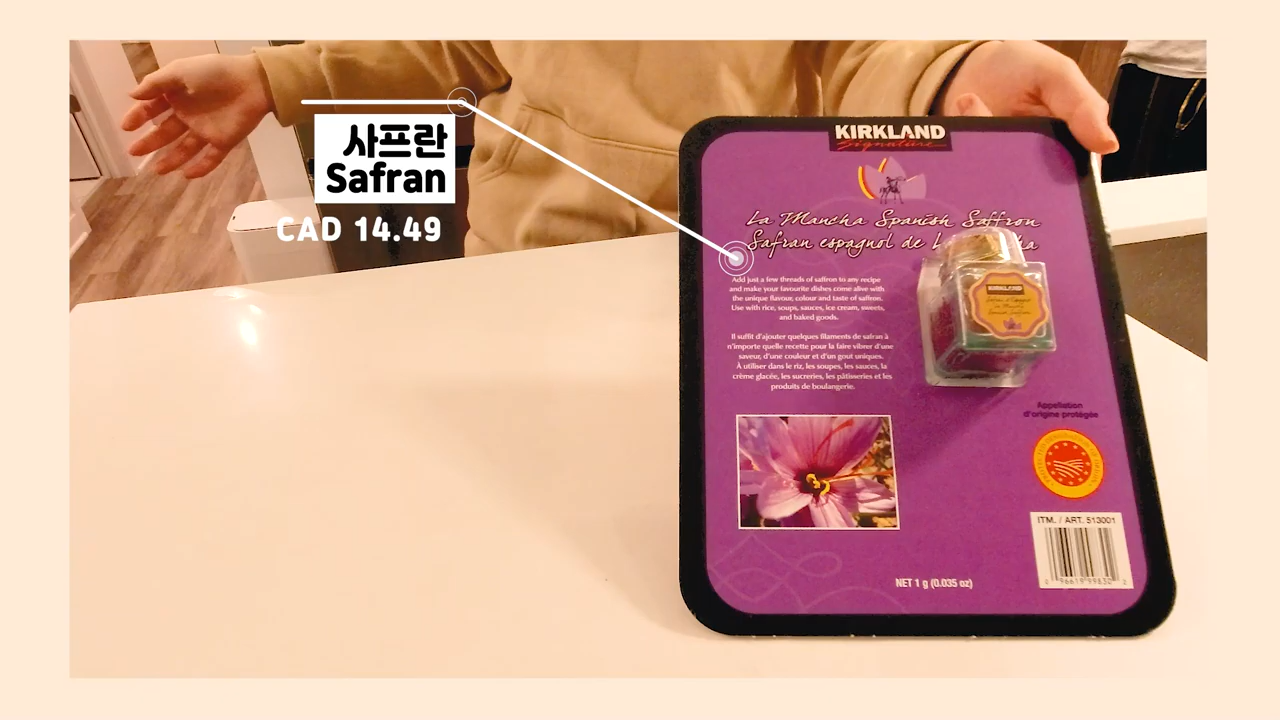 사프란
Safran
CAD 14.49
KIRKLAND
Signature
La Mancha Spanish Saffron
Safran espagnol de La Mancha
Add just a few threads of saffron to any recipe
and make your favourite dishes come alive with
the unique flavour, colour and taste of saffron.
Use with rice, soups, sauces, ice cream, sweets,
and baked goods.
Il suffit d'ajouter quelques filaments de safran à
n'importe quelle recette pour la faire vibrer d'une
saveur, d'une couleur et d'un gout uniques.
À utiliser dans le riz, les soupes, les sauces, la
crème glacée, les sucreries, les pâtisseries et les
produits de boulangerie.
KIRKLAND
Appellation
d'origine protégée
ITM. / ART. 513001
NET 1 g (0.035 oz)